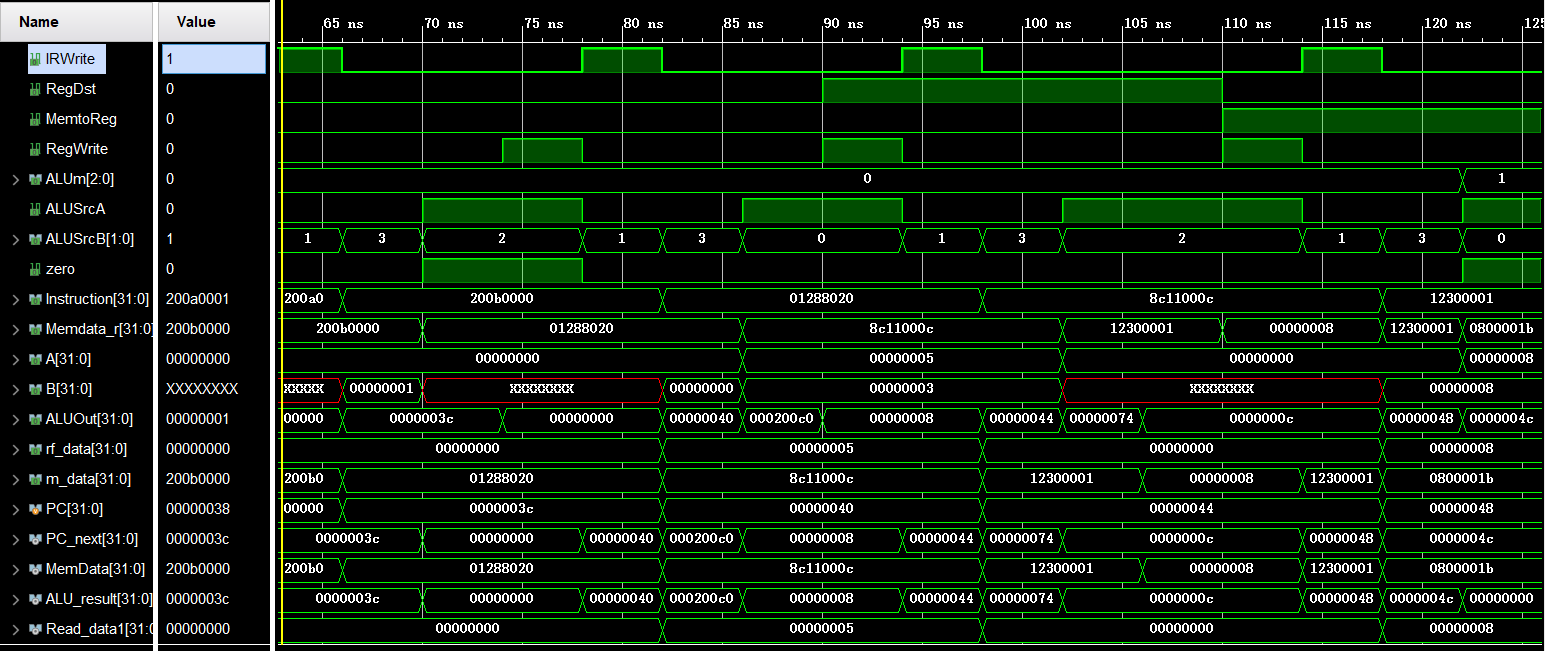 Name Value 65 ns 70 ns 75 ns 80 ns 85 ns 90 ns 95 ns 100 ns 105 ns 110 ns 115 ns 120 ns 125
IRWrite 1
RegDst 0
MemtoReg 0
RegWrite 0
ALUm[2:0] 0 0 1
ALUSrcA 0
ALUSrcB[1:0] 1 1 3 2 1 3 0 1 3 2 1 3 0
zero 0
Instruction[31:0] 200a0001 200a0 200b0000 01288020 8c11000c 12300001
Memdata_r[31:0] 200b0000 200b0000 01288020 8c11000c 12300001 00000008 12300001 0800001b
A[31:0] 00000000 00000000 00000005 00000000 00000008
B[31:0] XXXXXXXX XXXXX 00000001 XXXXXXXX 00000000 00000003 XXXXXXXX 00000008
ALUOut[31:0] 00000001 00000 0000003c 00000000 00000040 000200c0 00000008 00000044 00000074 0000000c 00000048 0000004c
rf_data[31:0] 00000000 00000000 00000005 00000000 00000008
m_data[31:0] 200b0000 200b0 01288020 8c11000c 12300001 00000008 12300001 0800001b
PC[31:0] 00000038 00000 0000003c 00000040 00000044 00000048
PC_next[31:0] 0000003c 0000003c 00000000 00000040 000200c0 00000008 00000044 00000074 0000000c 00000048 0000004c
MemData[31:0] 200b0000 200b0 01288020 8c11000c 12300001 00000008 12300001 0800001b
ALU_result[31:0] 0000003c 0000003c 00000000 00000040 000200c0 00000008 00000044 00000074 0000000c 00000048 0000004c 00000000
Read_data1[31:0 00000000 00000000 00000005 00000000 00000008